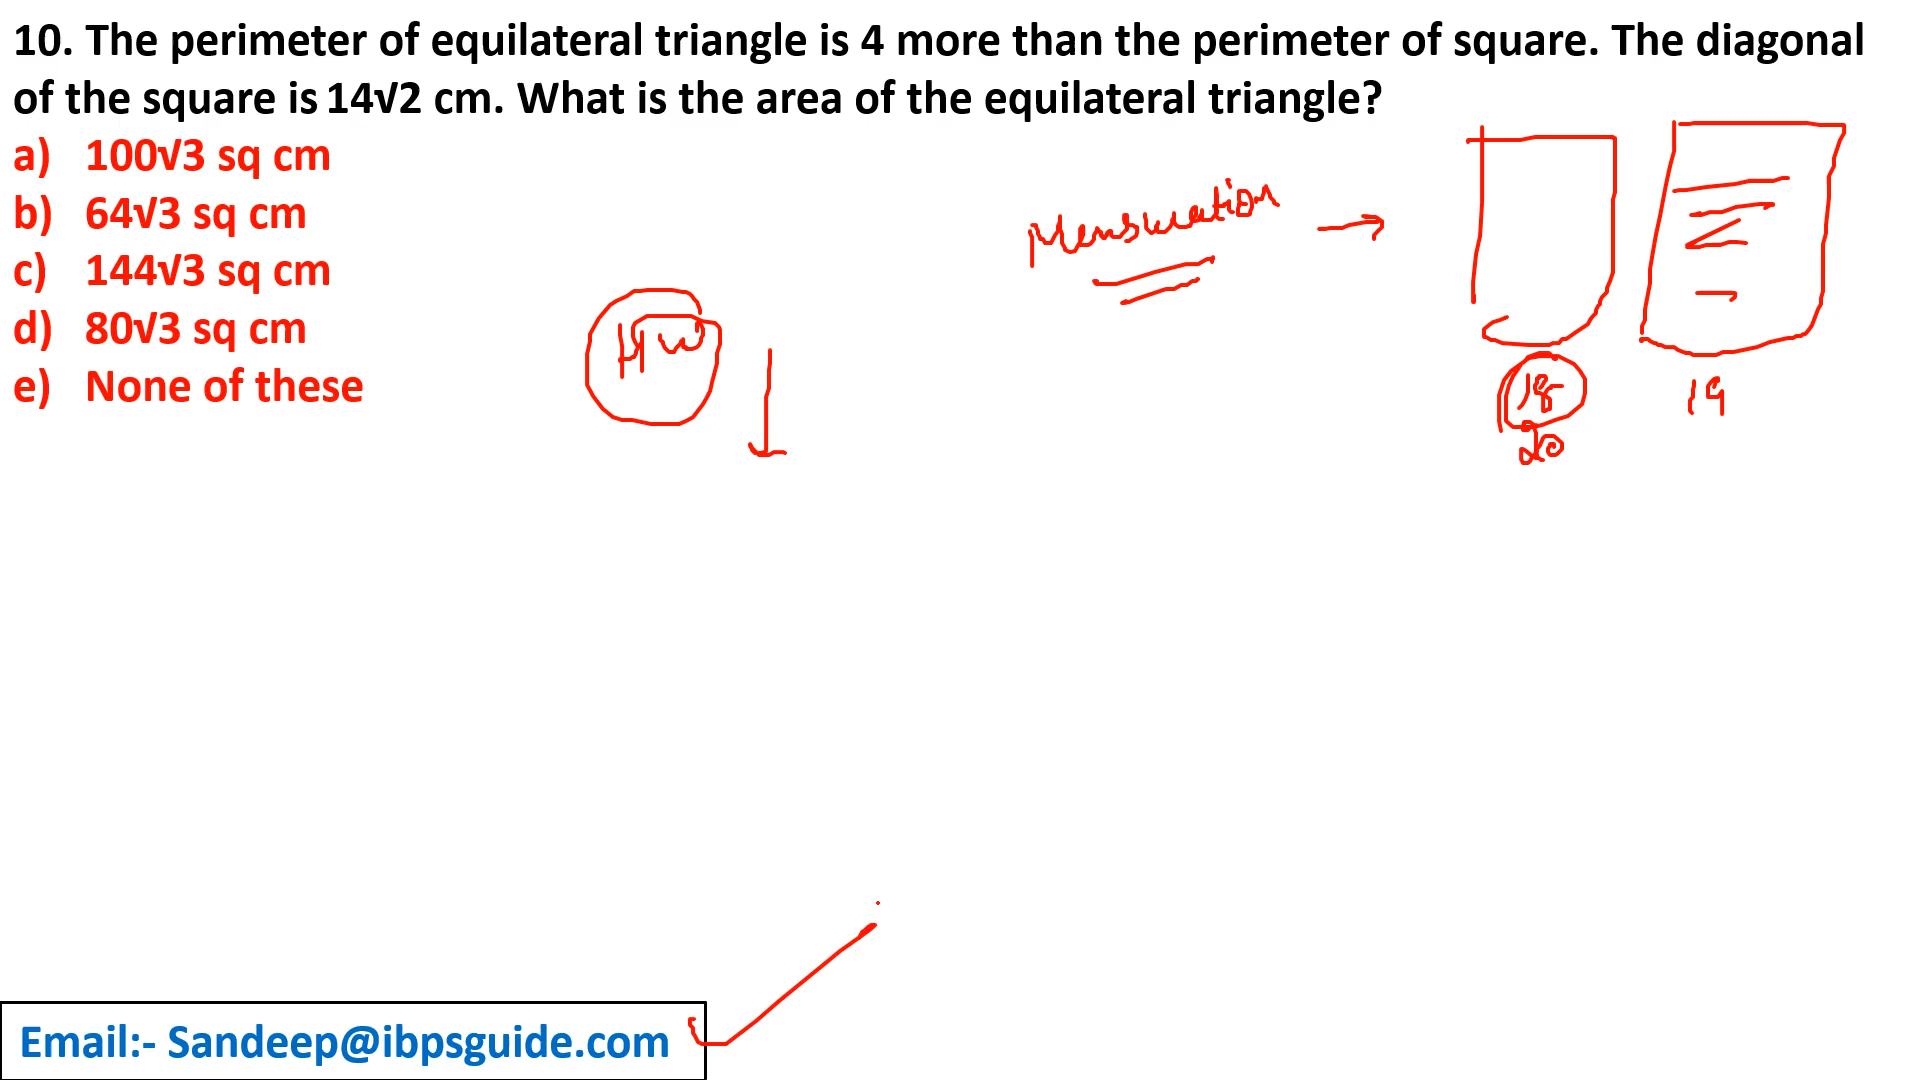 10. The perimeter of equilateral triangle is 4 more than the perimeter of square. The diagonal
of the square is 14√2 cm. What is the area of the equilateral triangle?
a) 100√3 sq cm
b) 64√3 sq cm
c) 144√3 sq cm
d) 80√3 sq cm
e) None of these
Mensuration
HW
18
19
20
Email:- Sandeep@ibpsguide.com